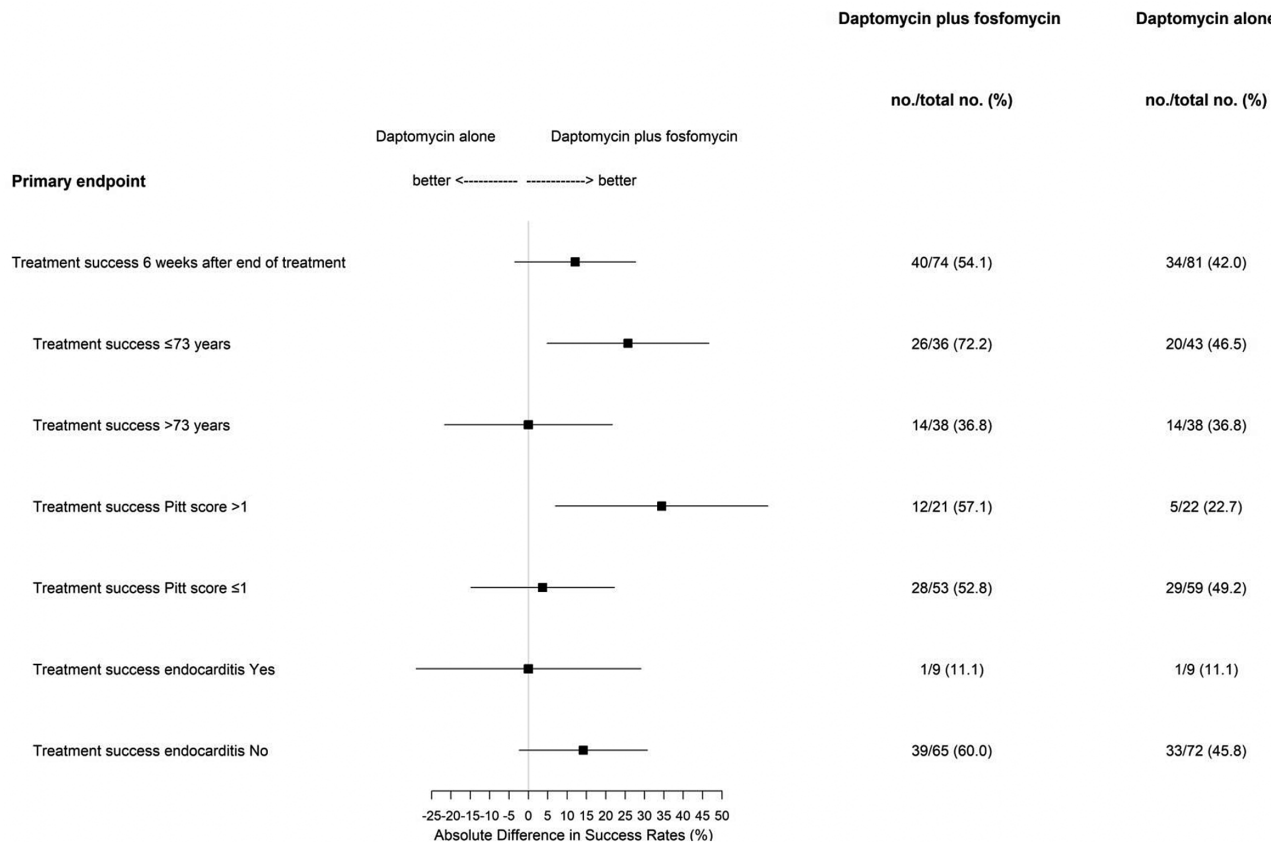 Daptomycin plus fosfomycin Daptomycin alone
no./total no. (%) no./total no. (%)
Daptomycin alone Daptomycin plus fosfomycin
Primary endpoint better <----------- -----------> better
Treatment success 6 weeks after end of treatment 40/74 (54.1) 34/81 (42.0)
Treatment success ≤73 years 26/36 (72.2) 20/43 (46.5)
Treatment success >73 years 14/38 (36.8) 14/38 (36.8)
Treatment success Pitt score >1 12/21 (57.1) 5/22 (22.7)
Treatment success Pitt score ≤1 28/53 (52.8) 29/59 (49.2)
Treatment success endocarditis Yes 1/9 (11.1) 1/9 (11.1)
Treatment success endocarditis No 39/65 (60.0) 33/72 (45.8)
-25 -20 -15 -10 -5 0 5 10 15 20 25 30 35 40 45 50
Absolute Difference in Success Rates (%)